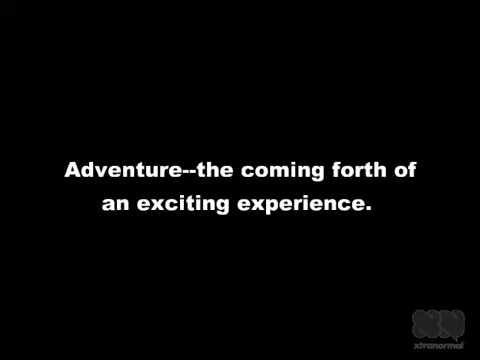 Adventure--the coming forth of
an exciting experience.
xtranormal